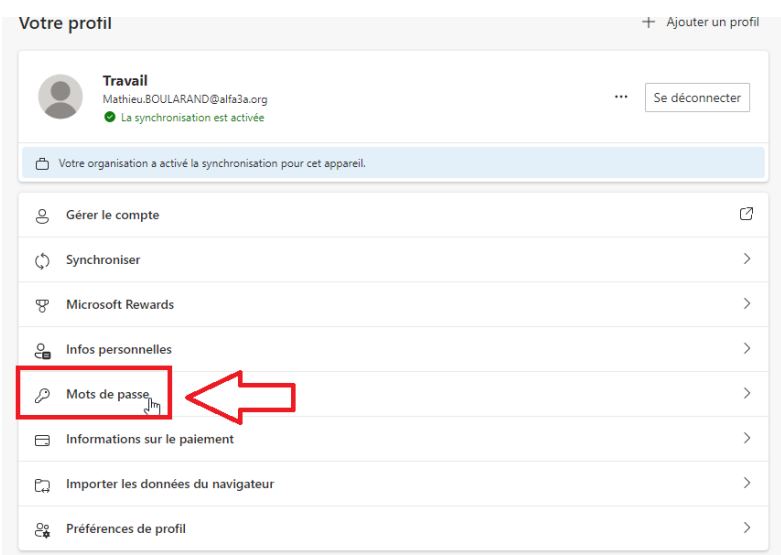 Votre profil
Ajouter un profil
Travail
Mathieu.BOULARAND@alfa3a.org
La synchronisation est activée
Se déconnecter
Votre organisation a activé la synchronisation pour cet appareil.
Gérer le compte
Synchroniser
Microsoft Rewards
Infos personnelles
Mots de passe
Informations sur le paiement
Importer les données du navigateur
Préférences de profil